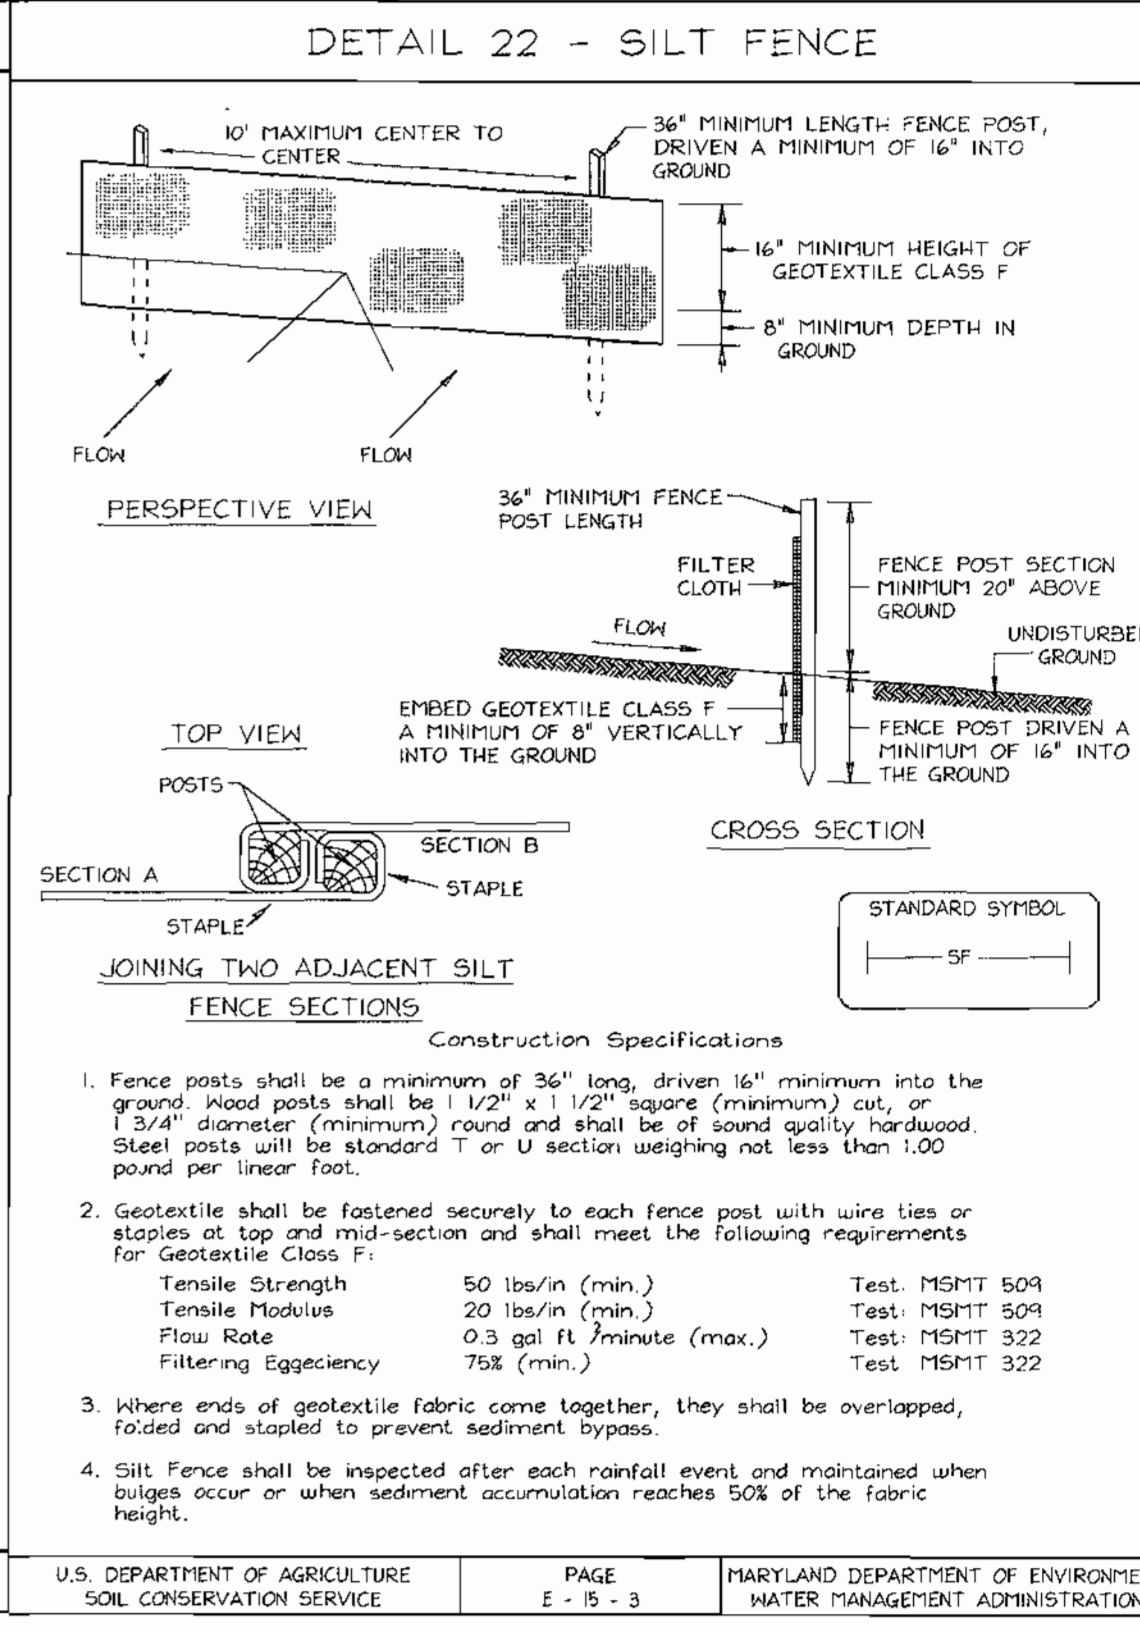 DETAIL 22 - SILT FENCE
10' MAXIMUM CENTER TO
CENTER
36" MINIMUM LENGTH FENCE POST,
DRIVEN A MINIMUM OF 16" INTO
GROUND
16" MINIMUM HEIGHT OF
GEOTEXTILE CLASS F
8" MINIMUM DEPTH IN
GROUND
FLOW
FLOW
PERSPECTIVE VIEW
36" MINIMUM FENCE
POST LENGTH
FILTER
CLOTH
FENCE POST SECTION
MINIMUM 20" ABOVE
GROUND
FLOW
UNDISTURBE
GROUND
EMBED GEOTEXTILE CLASS F
A MINIMUM OF 8" VERTICALLY
INTO THE GROUND
FENCE POST DRIVEN A
MINIMUM OF 16" INTO
THE GROUND
CROSS SECTION
TOP VIEW
POSTS
SECTION B
SECTION A
STAPLE
STAPLE
JOINING TWO ADJACENT SILT
FENCE SECTIONS
STANDARD SYMBOL
SF
Construction Specifications
1. Fence posts shall be a minimum of 36" long, driven 16" minimum into the
ground. Wood posts shall be 1 1/2" x 1 1/2" square (minimum) cut, or
1 3/4" diameter (minimum) round and shall be of sound quality hardwood.
Steel posts will be standard T or U section weighing not less than 1.00
pound per linear foot.
2. Geotextile shall be fastened securely to each fence post with wire ties or
staples at top and mid-section and shall meet the following requirements
for Geotextile Class F:
Tensile Strength 50 lbs/in (min.) Test. MSMT 509
Tensile Modulus 20 lbs/in (min.) Test: MSMT 509
Flow Rate 0.3 gal ft ²/minute (max.) Test: MSMT 322
Filtering Eggeciency 75% (min.) Test MSMT 322
3. Where ends of geotextile fabric come together, they shall be overlapped,
folded and stapled to prevent sediment bypass.
4. Silt Fence shall be inspected after each rainfall event and maintained when
bulges occur or when sediment accumulation reaches 50% of the fabric
height.
U.S. DEPARTMENT OF AGRICULTURE
SOIL CONSERVATION SERVICE
PAGE
E - 15 - 3
MARYLAND DEPARTMENT OF ENVIRONME
WATER MANAGEMENT ADMINISTRATION